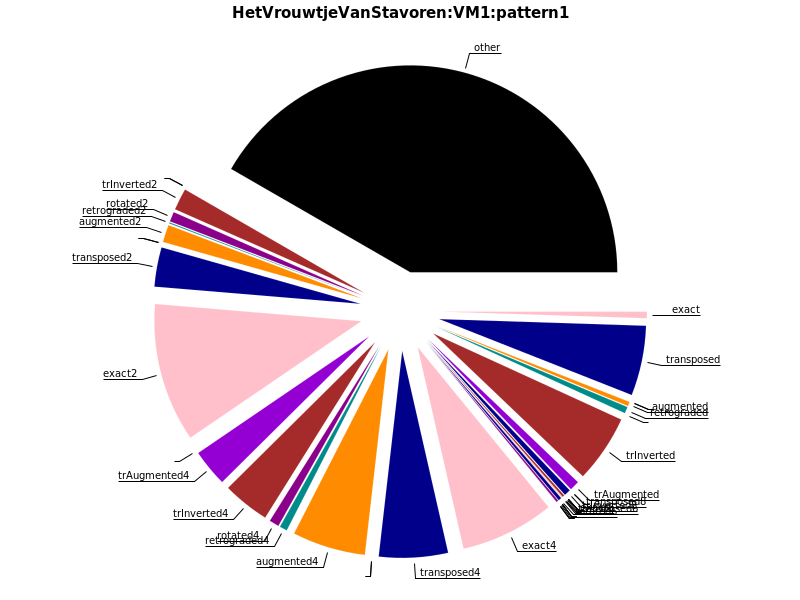 HetVrouwtjeVanStavoren:VM1:pattern1
other
trInverted2
rotated2
retrograded2
augmented2
transposed2
exact2
trAugmented4
trInverted4
rotated4
retrograded4
augmented4
transposed4
exact4
trAugmented
trInverted
retrograded
augmented
transposed
exact